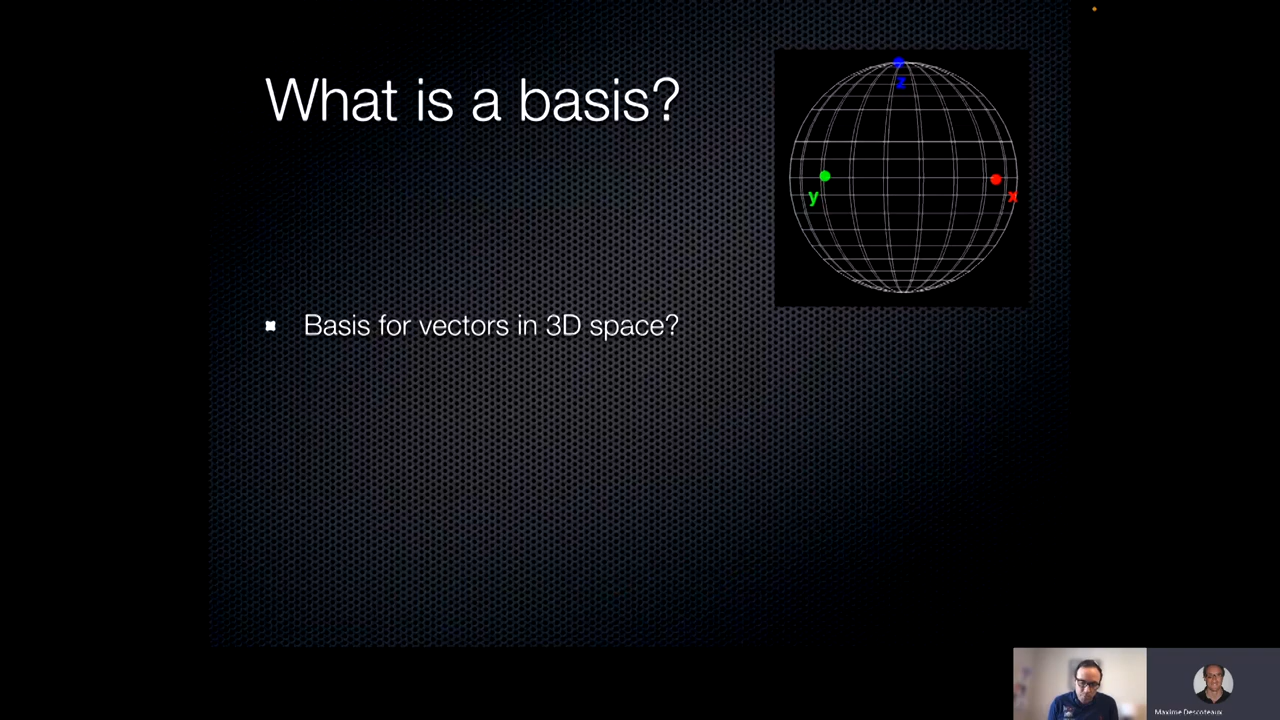 What is a basis?
z
y
x
Basis for vectors in 3D space?
Maxime Descoteaux